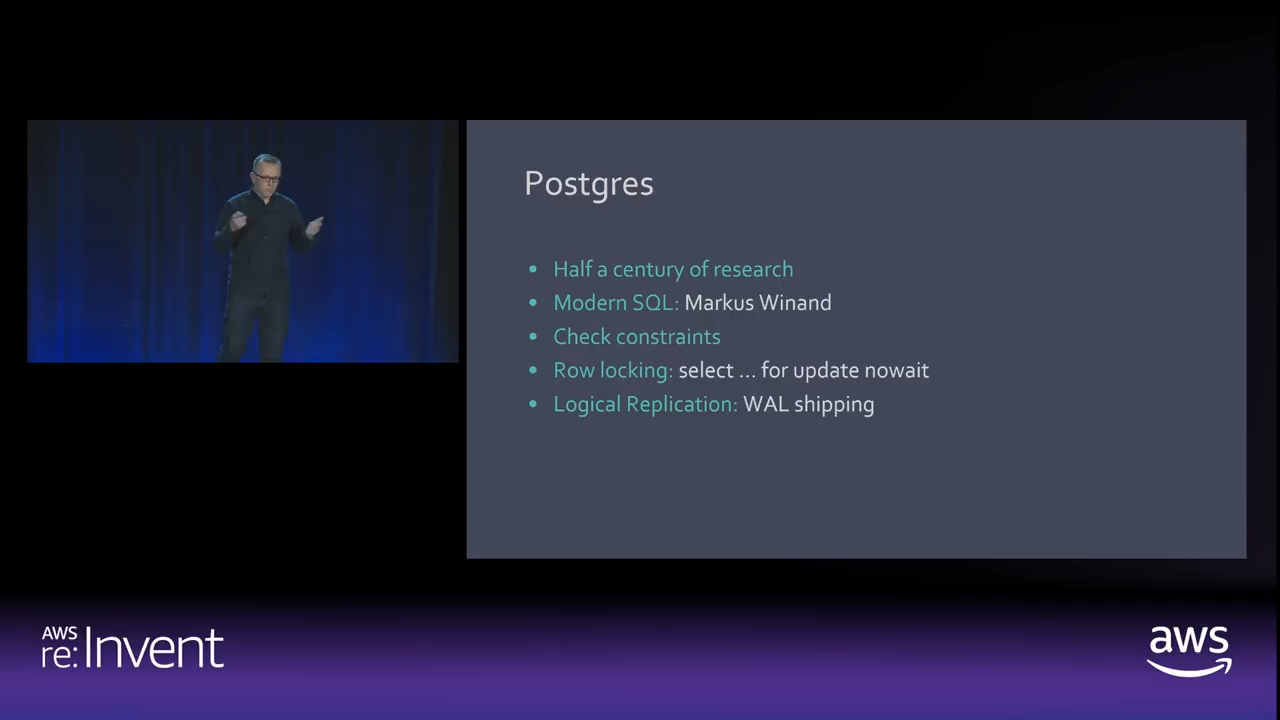 Postgres
• Half a century of research
• Modern SQL: Markus Winand
• Check constraints
• Row locking: select ... for update nowait
• Logical Replication: WAL shipping
AWS
re:Invent
aws